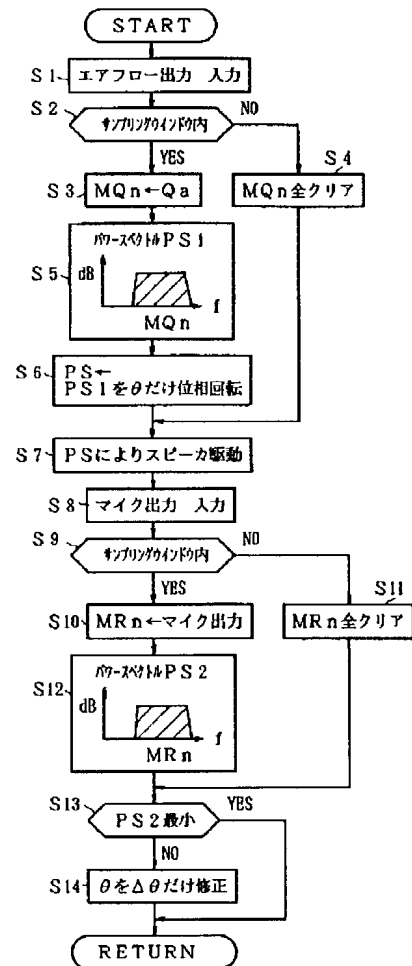 START
S1
エアフロー出力 入力
S2
サンプリングウインドウ内
NO
YES
S4
S3
MQn←Qa
MQn全クリア
パワースペクトルPS1
S5
dB
f
MQn
S6
PS←
PS1をθだけ位相回転
S7
PSによりスピーカ駆動
S8
マイク出力 入力
S9
サンプリングウインドウ内
NO
YES
S11
S10
MRn←マイク出力
MRn全クリア
パワースペクトルPS2
S12
dB
f
MRn
S13
PS2最小
YES
NO
S14
θをΔθだけ修正
RETURN